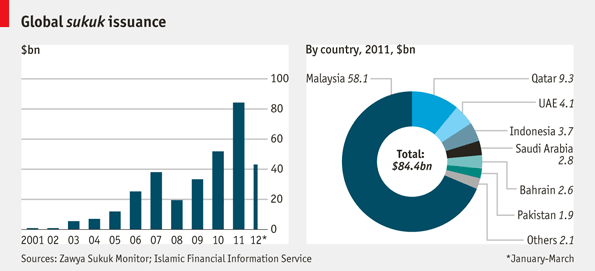 Global sukuk issuance
$bn
100
80
60
40
20
0
2001 02 03 04 05 06 07 08 09 10 11 12*
By country, 2011, $bn
Malaysia 58.1
Qatar 9.3
UAE 4.1
Indonesia 3.7
Saudi Arabia
2.8
Bahrain 2.6
Pakistan 1.9
Others 2.1
Total:
$84.4bn
Sources: Zawya Sukuk Monitor; Islamic Financial Information Service
*January-March